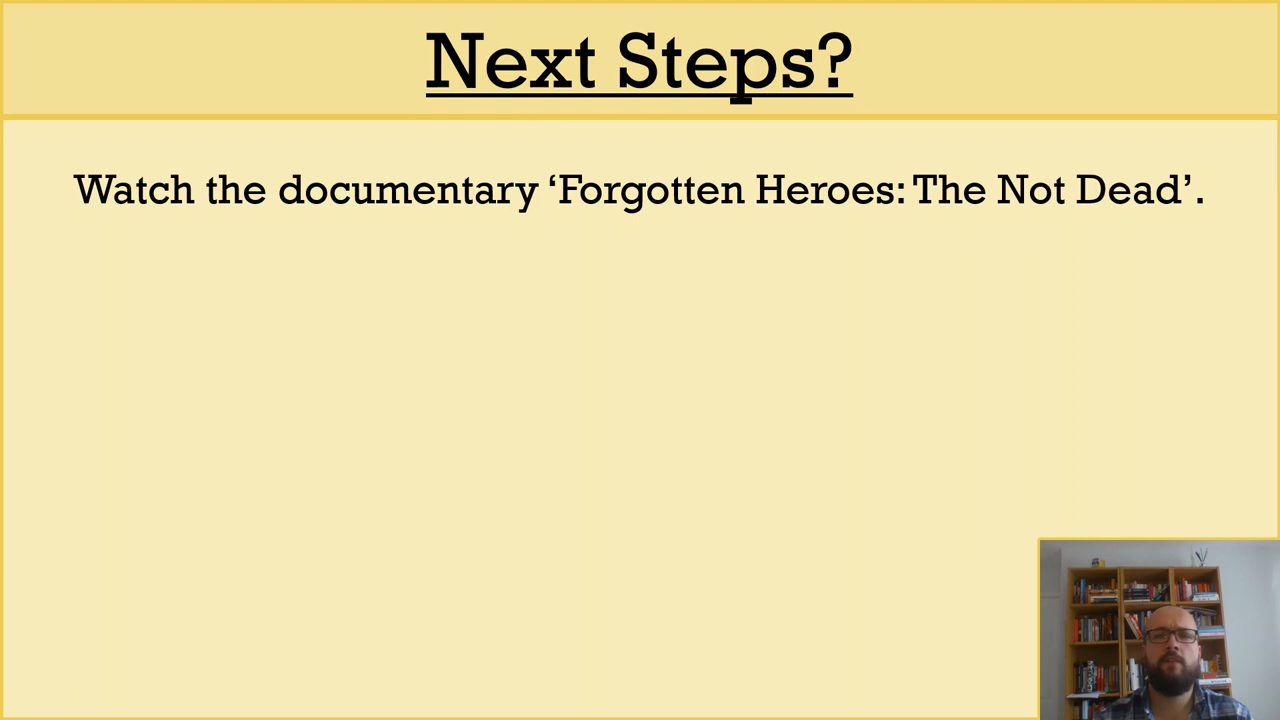 Next Steps?
Watch the documentary ‘Forgotten Heroes: The Not Dead’.